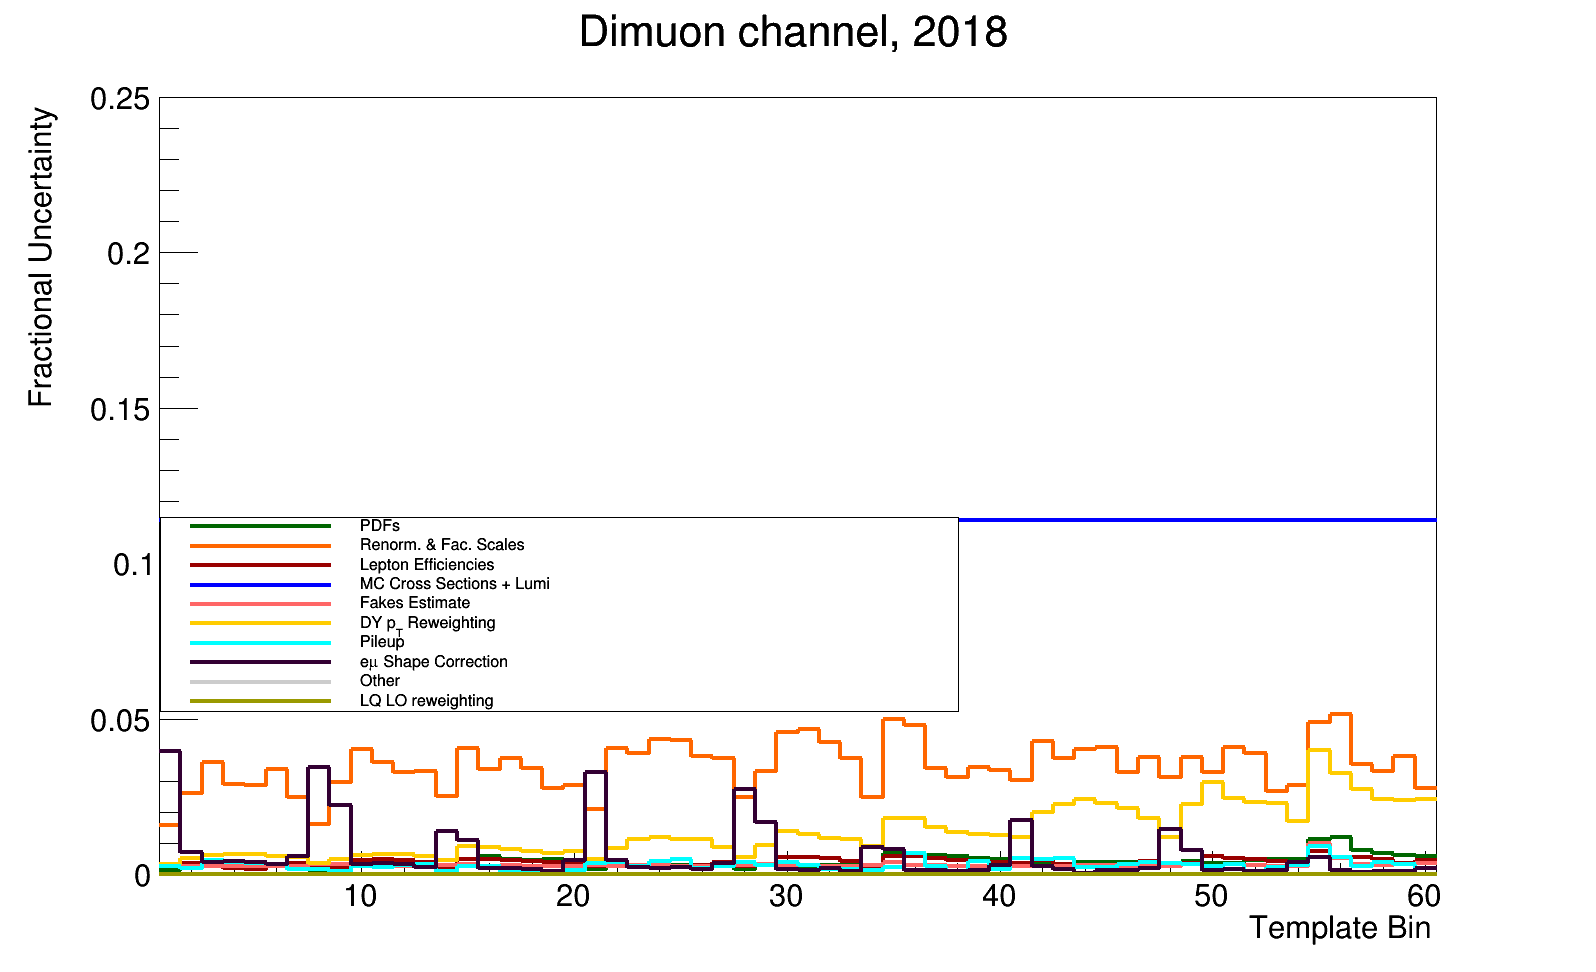 Dimuon channel, 2018
Fractional Uncertainty
0.25
0.2
0.15
0.1
0.05
0
PDFs
Renorm. & Fac. Scales
Lepton Efficiencies
MC Cross Sections + Lumi
Fakes Estimate
DY pT Reweighting
Pileup
eμ Shape Correction
Other
LQ LO reweighting
10 20 30 40 50 60
Template Bin